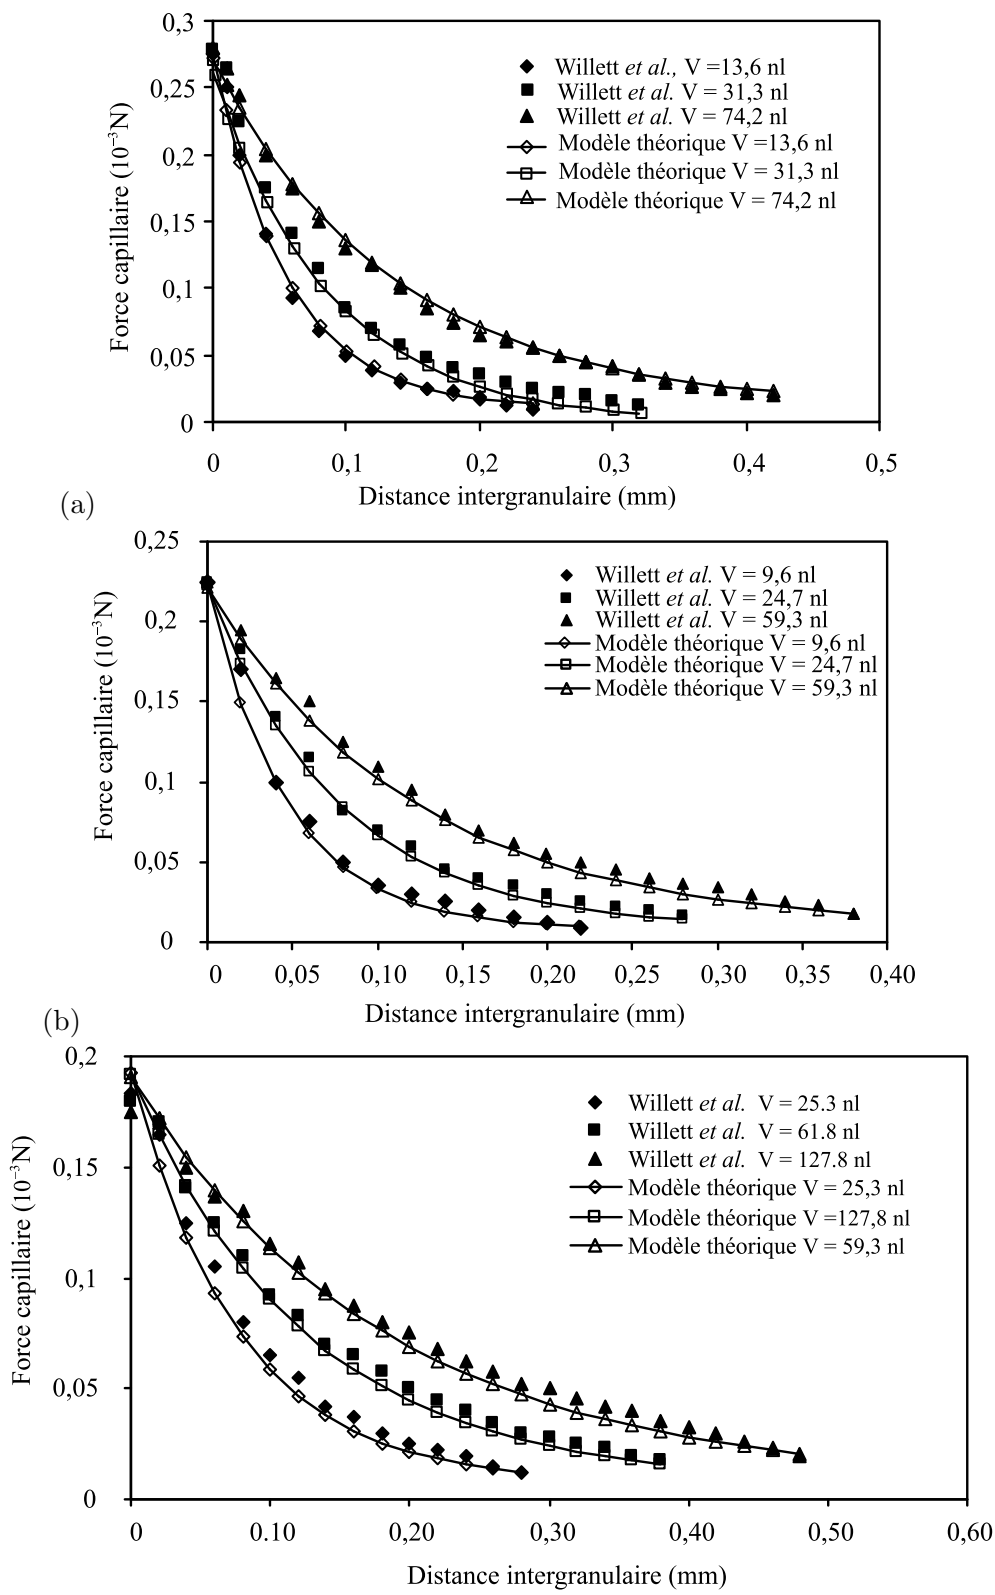 0,3
0,25
0,2
0,15
0,1
0,05
0
Force capillaire (10⁻³N)
Willett et al., V =13,6 nl
Willett et al. V = 31,3 nl
Willett et al. V = 74,2 nl
Modèle théorique V =13,6 nl
Modèle théorique V = 31,3 nl
Modèle théorique V = 74,2 nl
0 0,1 0,2 0,3 0,4 0,5
Distance intergranulaire (mm)
(a)
0,25
0,2
0,15
0,1
0,05
0
Force capillaire (10⁻³N)
Willett et al. V = 9,6 nl
Willett et al. V = 24,7 nl
Willett et al. V = 59,3 nl
Modèle théorique V = 9,6 nl
Modèle théorique V = 24,7 nl
Modèle théorique V = 59,3 nl
0 0,05 0,10 0,15 0,20 0,25 0,30 0,35 0,40
Distance intergranulaire (mm)
(b)
0,2
0,15
0,1
0,05
0
Force capillaire (10⁻³N)
Willett et al. V = 25.3 nl
Willett et al. V = 61.8 nl
Willett et al. V = 127.8 nl
Modèle théorique V = 25,3 nl
Modèle théorique V =127,8 nl
Modèle théorique V = 59,3 nl
0 0.10 0,20 0,30 0,40 0,50 0,60
Distance intergranulaire (mm)